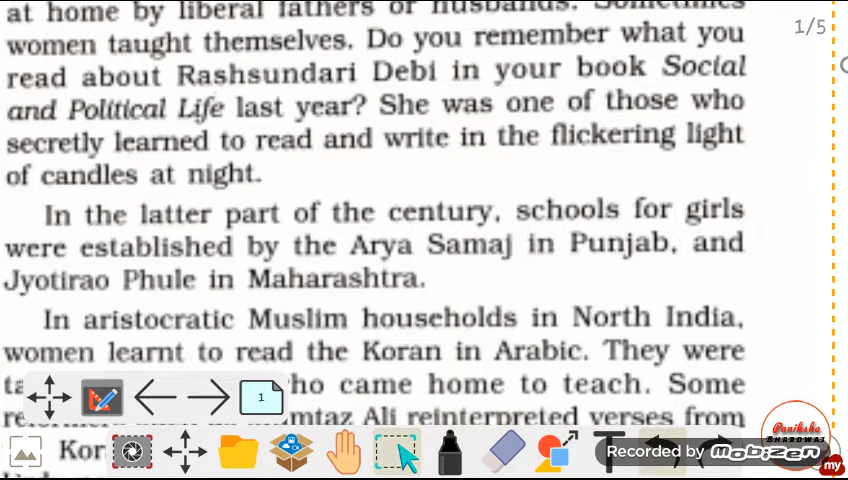 at home by liberal fathers or husbands. Sometimes
women taught themselves. Do you remember what you
read about Rashsundari Debi in your book Social
and Political Life last year? She was one of those who
secretly learned to read and write in the flickering light
of candles at night.
In the latter part of the century, schools for girls
were established by the Arya Samaj in Punjab, and
Jyotirao Phule in Maharashtra.
In aristocratic Muslim households in North India,
women learnt to read the Koran in Arabic. They were
ho came home to teach. Some
mtaz Ali reinterpreted verses from
Kor
1/5
1
Paniksha
BHARDWAJ
Recorded by mobizen
my